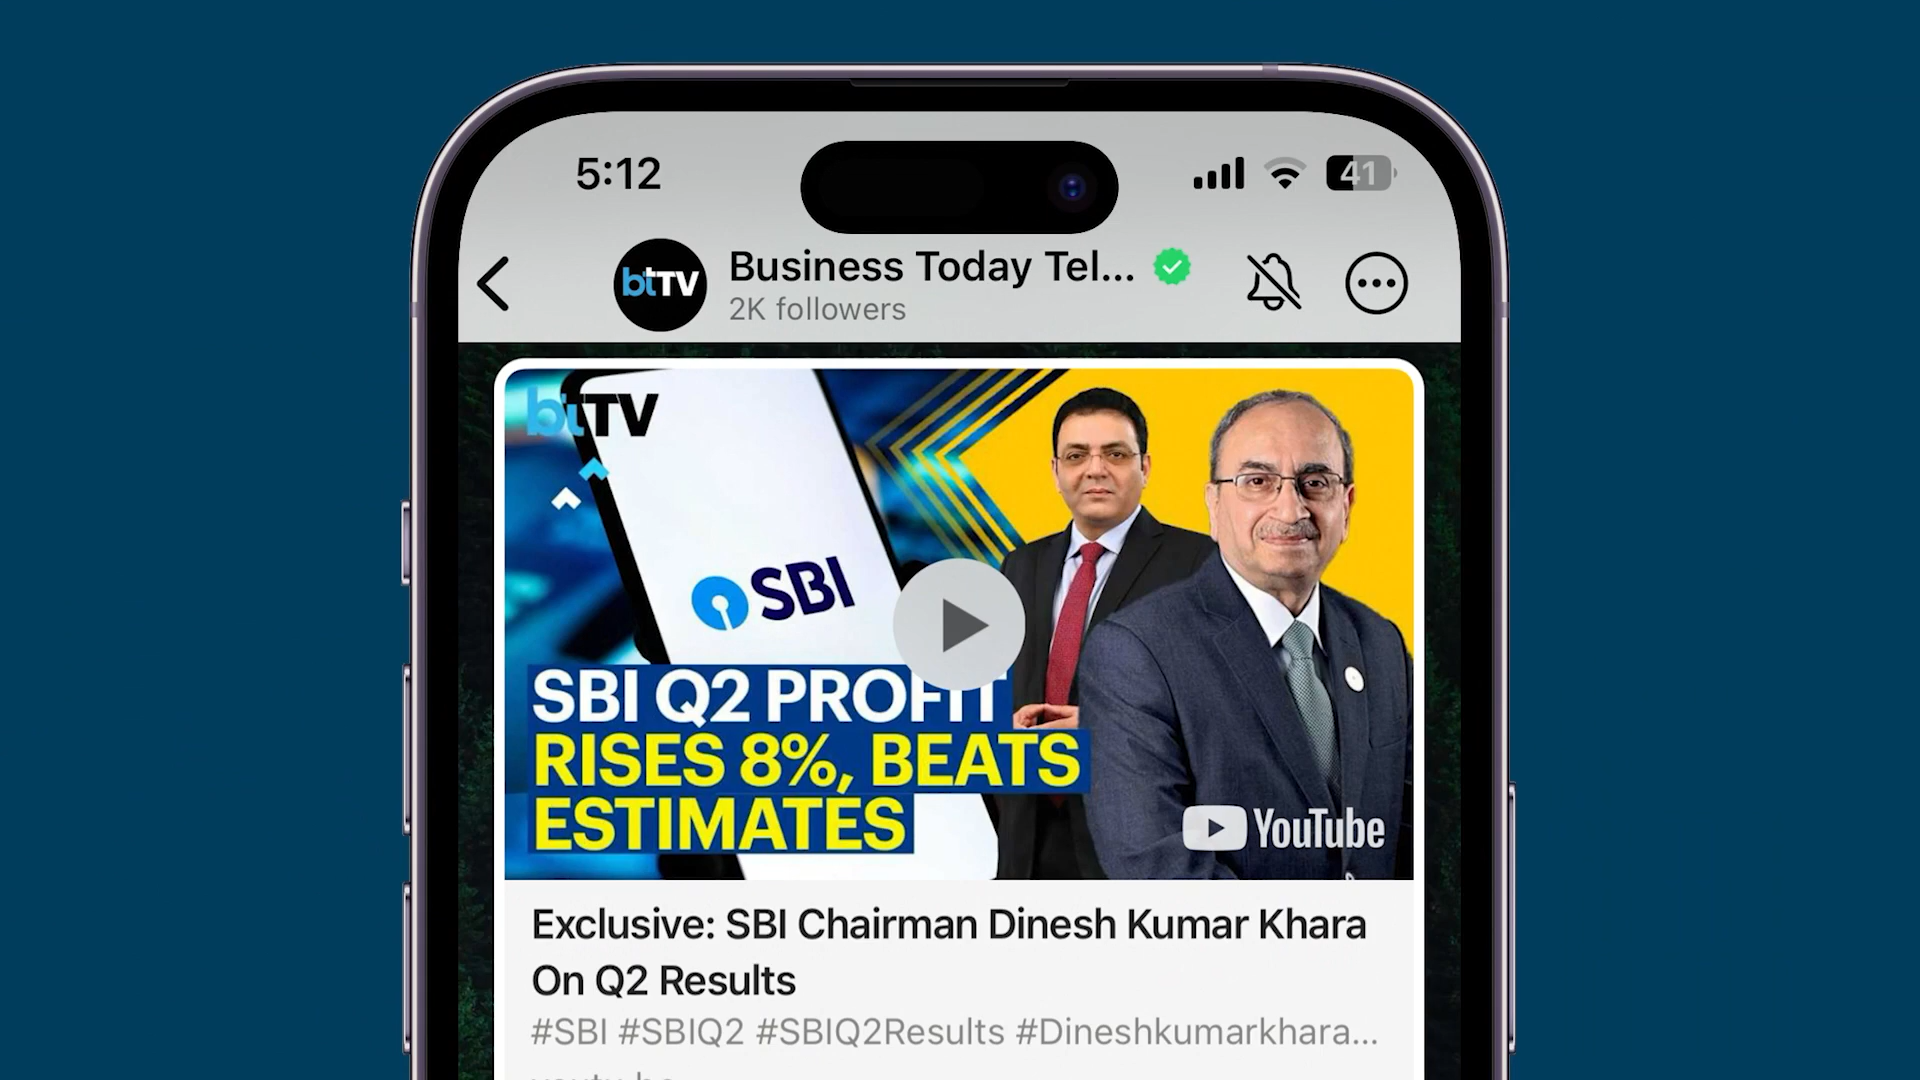 5:12
41
btTV
Business Today Tel...
2K followers
btTV
SBI
SBI Q2 PROFIT
RISES 8%, BEATS
ESTIMATES
YouTube
Exclusive: SBI Chairman Dinesh Kumar Khara
On Q2 Results
#SBI #SBIQ2 #SBIQ2Results #Dineshkumarkhara...